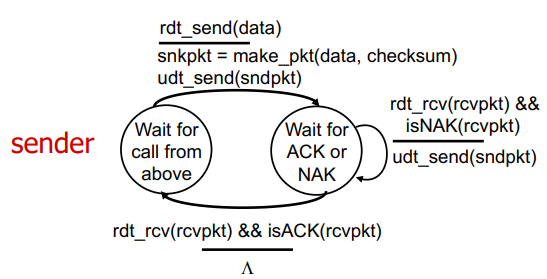 rdt_send(data)
snkpkt = make_pkt(data, checksum)
udt_send(sndpkt)
sender
Wait for
call from
above
Wait for
ACK or
NAK
rdt_rcv(rcvpkt) &&
isNAK(rcvpkt)
udt_send(sndpkt)
rdt_rcv(rcvpkt) && isACK(rcvpkt)
Λ